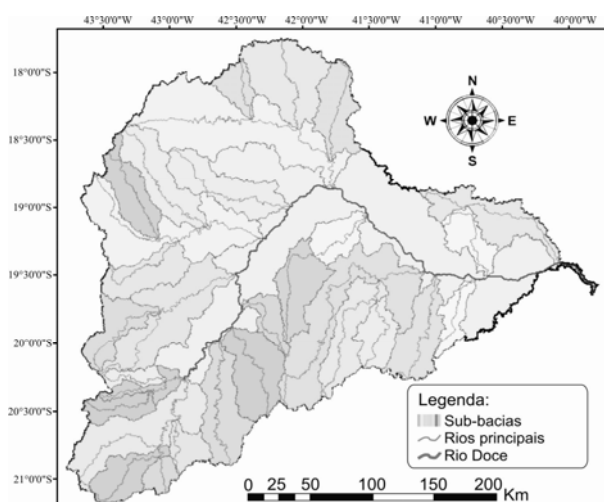 43°30'0"W 43°0'0"W 42°30'0"W 42°0'0"W 41°30'0"W 41°0'0"W 40°30'0"W 40°0'0"W
18°0'0"S
18°30'0"S
19°0'0"S
19°30'0"S
20°0'0"S
20°30'0"S
21°0'0"S
N
W E
S
Legenda:
Sub-bacias
Rios principais
Rio Doce
0 25 50 100 150 200
Km